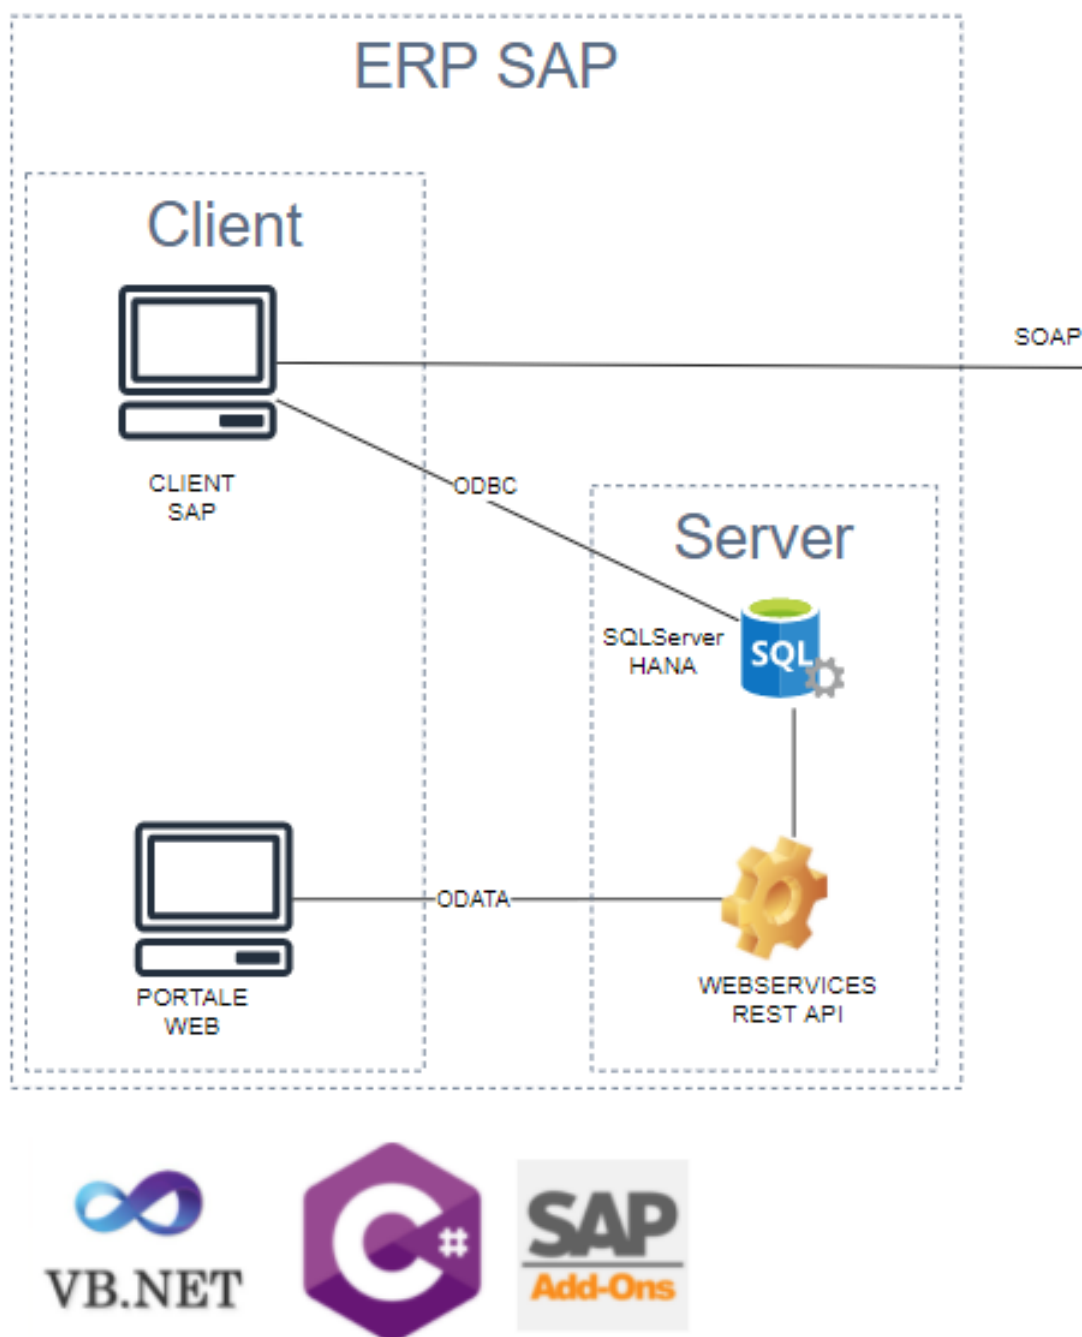 ERP SAP
Client
SOAP
CLIENT
SAP
ODBC
Server
SQLServer
HANA
SQL
ODATA
PORTALE
WEB
WEBSERVICES
REST API
VB.NET
C#
SAP
Add-Ons